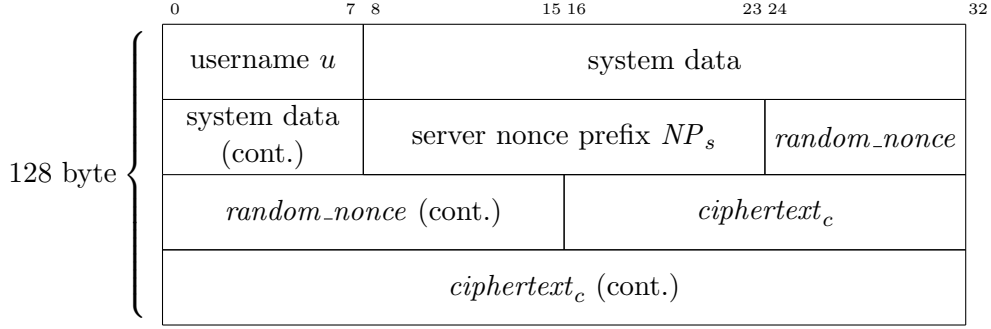 0 7 8 15 16 23 24 32
username u system data
system data
(cont.) server nonce prefix NPₛ random_nonce
128 byte
random_nonce (cont.) ciphertext_c
ciphertext_c (cont.)